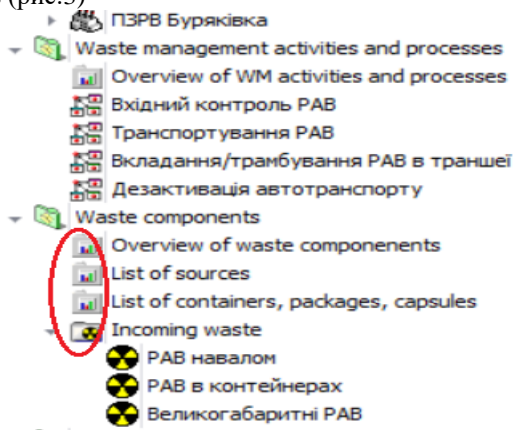 (рис.3)
ПЗРВ Буряківка
Waste management activities and processes
Overview of WM activities and processes
Вхідний контроль РАВ
Транспортування РАВ
Вкладання/трамбування РАВ в траншеї
Дезактивація автотранспорту
Waste components
Overview of waste componenents
List of sources
List of containers, packages, capsules
Incoming waste
РАВ навалом
РАВ в контейнерах
Великогабаритні РАВ